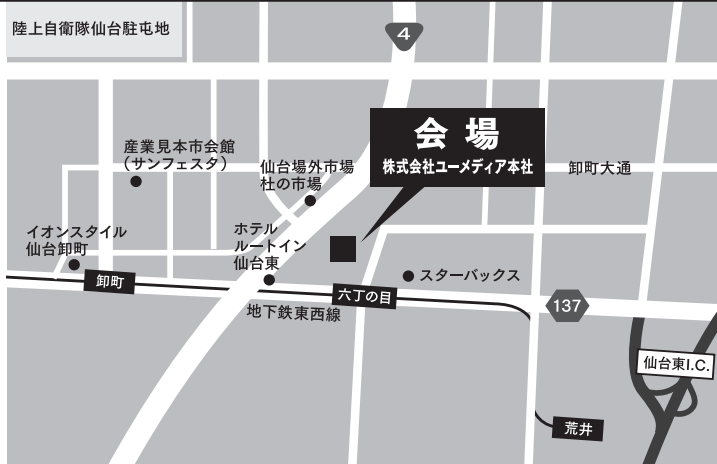 陸上自衛隊仙台駐屯地
4
会場
株式会社ユーメディア本社
産業見本市会館
（サンフェスタ）
仙台場外市場
杜の市場
卸町大通
イオンスタイル
仙台卸町
ホテル
ルートイン
仙台東
スターバックス
卸町
六丁の目
137
地下鉄東西線
仙台東I.C.
荒井